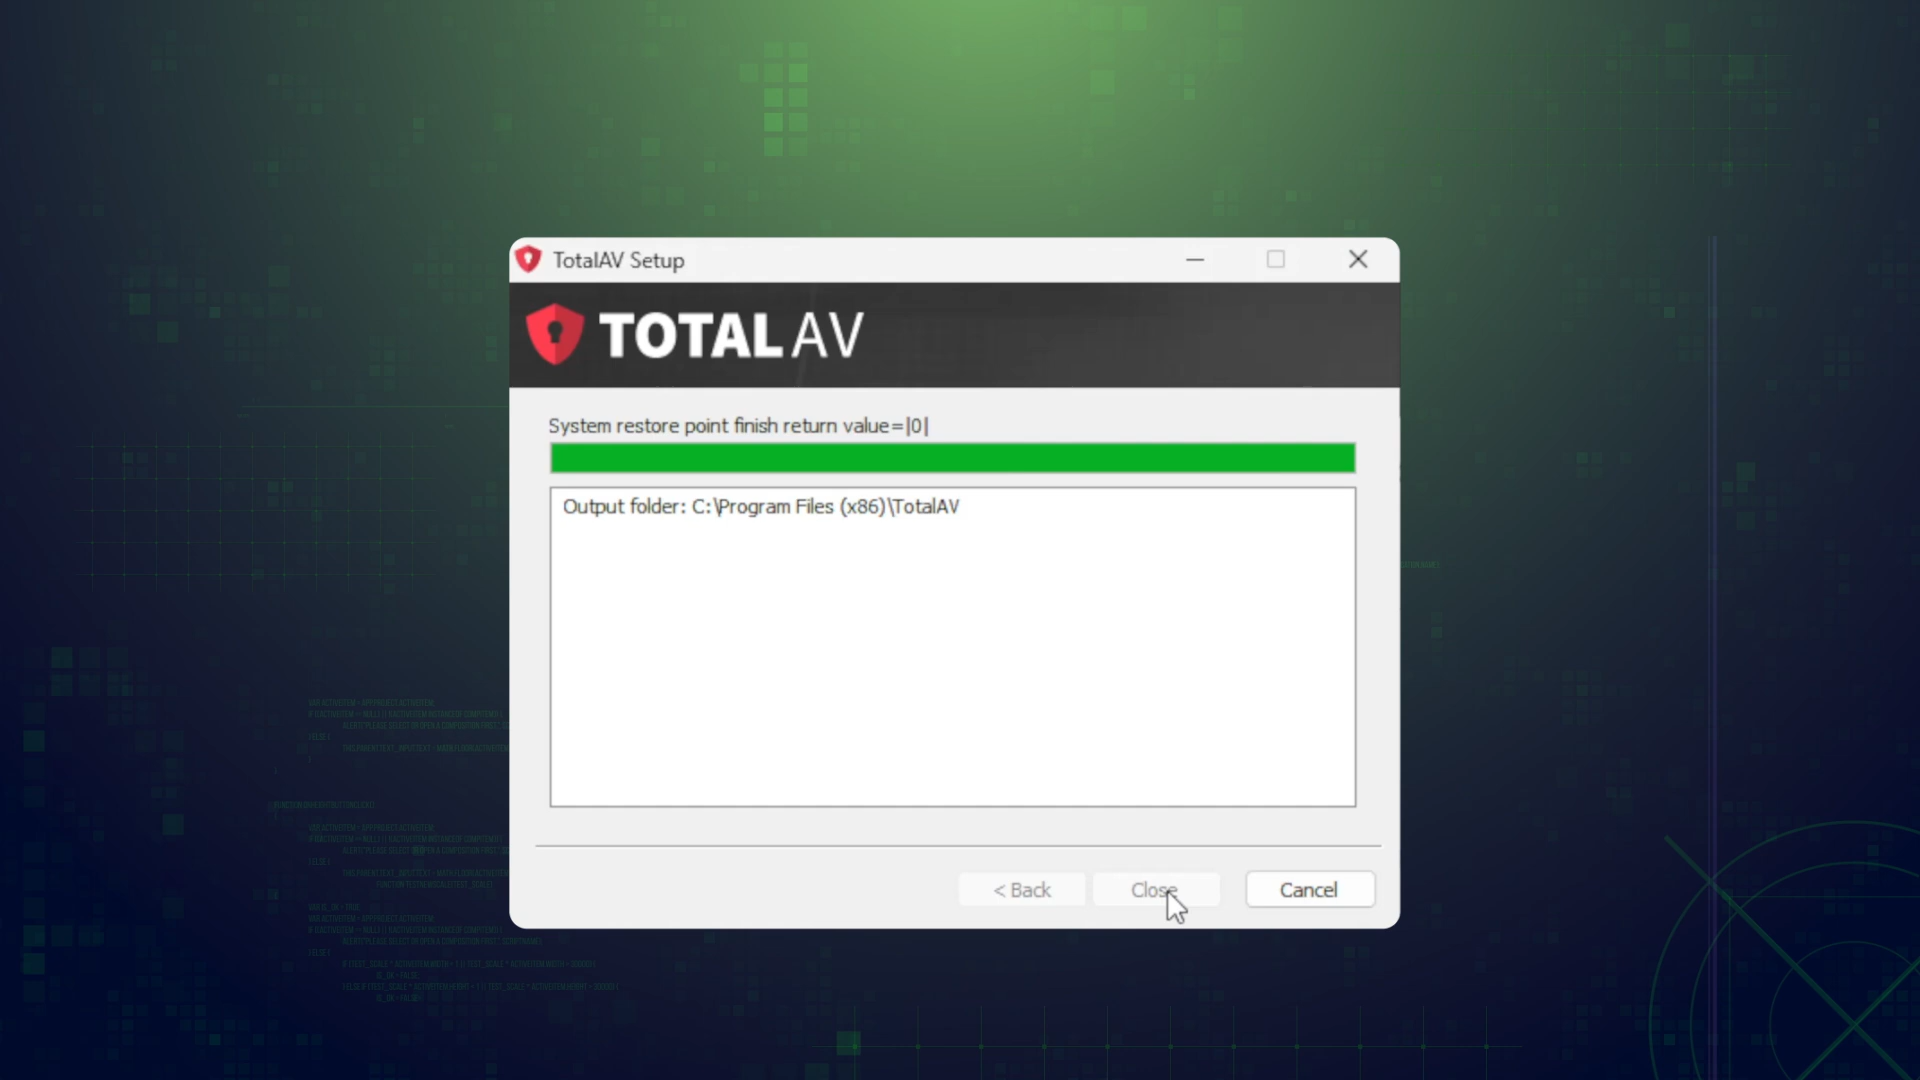 TotalAV Setup
TOTAL AV
System restore point finish return value=|0|
Output folder: C:\Program Files (x86)\TotalAV
< Back
Close
Cancel